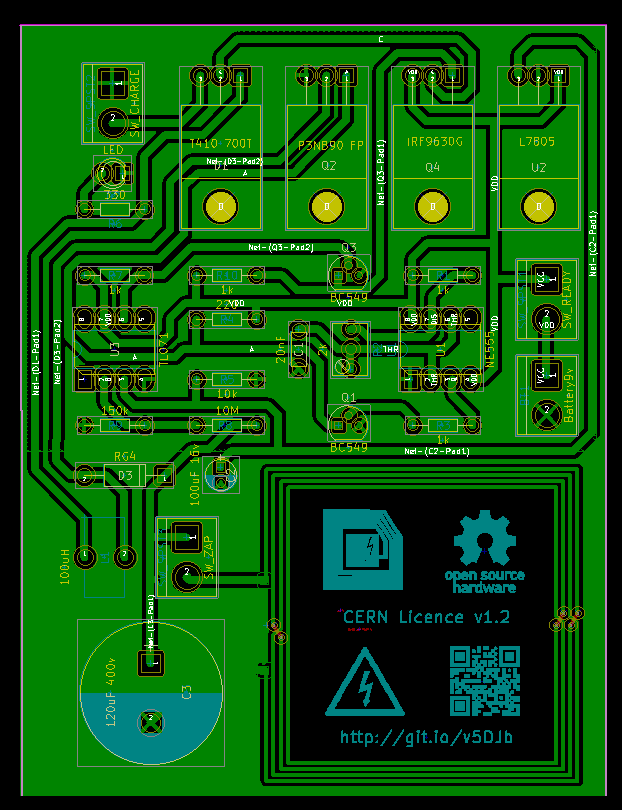 C
SW_CHARGE
T410-700T
P3NB90 FP
IRF9630G
L7805
Net-(D3-Pad2)
Q2
Q4
U2
LED
Net-(Q3-Pad1)
VDD
330
Net-(C2-Pad1)
Net-(Q3-Pad2)
Q3
1k
1k
BC549
1k
VCC
VDD
SW_READY
Net-(D1-Pad1)
Net-(D3-Pad2)
U3
TL071
A
20nF
C1
2K
THR
U1
NE555
VDD
10k
VCC
Battery9v
150k
10M
Q1
BC549
1k
Net-(C2-Pad1)
RG4
D3
100uF 16v
C2
100uH
SW_ZAP
open source
hardware
CERN Licence v1.2
Net-(C3-Pad1)
120uF 400v
C3
http://git.io/v5DJb